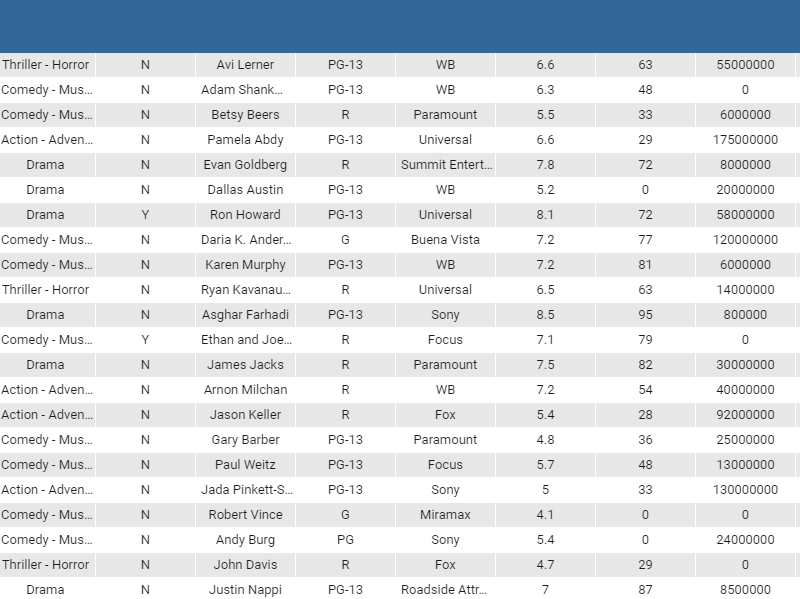 Thriller - Horror N Avi Lerner PG-13 WB 6.6 63 55000000
Comedy - Mus... N Adam Shank... PG-13 WB 6.3 48 0
Comedy - Mus... N Betsy Beers R Paramount 5.5 33 6000000
Action - Adven... N Pamela Abdy PG-13 Universal 6.6 29 175000000
Drama N Evan Goldberg R Summit Entert... 7.8 72 8000000
Drama N Dallas Austin PG-13 WB 5.2 0 20000000
Drama Y Ron Howard PG-13 Universal 8.1 72 58000000
Comedy - Mus... N Daria K. Ander... G Buena Vista 7.2 77 120000000
Comedy - Mus... N Karen Murphy PG-13 WB 7.2 81 6000000
Thriller - Horror N Ryan Kavanau... R Universal 6.5 63 14000000
Drama N Asghar Farhadi PG-13 Sony 8.5 95 800000
Comedy - Mus... Y Ethan and Joe... R Focus 7.1 79 0
Drama N James Jacks R Paramount 7.5 82 30000000
Action - Adven... N Arnon Milchan R WB 7.2 54 40000000
Action - Adven... N Jason Keller R Fox 5.4 28 92000000
Comedy - Mus... N Gary Barber PG-13 Paramount 4.8 36 25000000
Comedy - Mus... N Paul Weitz PG-13 Focus 5.7 48 13000000
Action - Adven... N Jada Pinkett-S... PG-13 Sony 5 33 130000000
Comedy - Mus... N Robert Vince G Miramax 4.1 0 0
Comedy - Mus... N Andy Burg PG Sony 5.4 0 24000000
Thriller - Horror N John Davis R Fox 4.7 29 0
Drama N Justin Nappi PG-13 Roadside Attr... 7 87 8500000